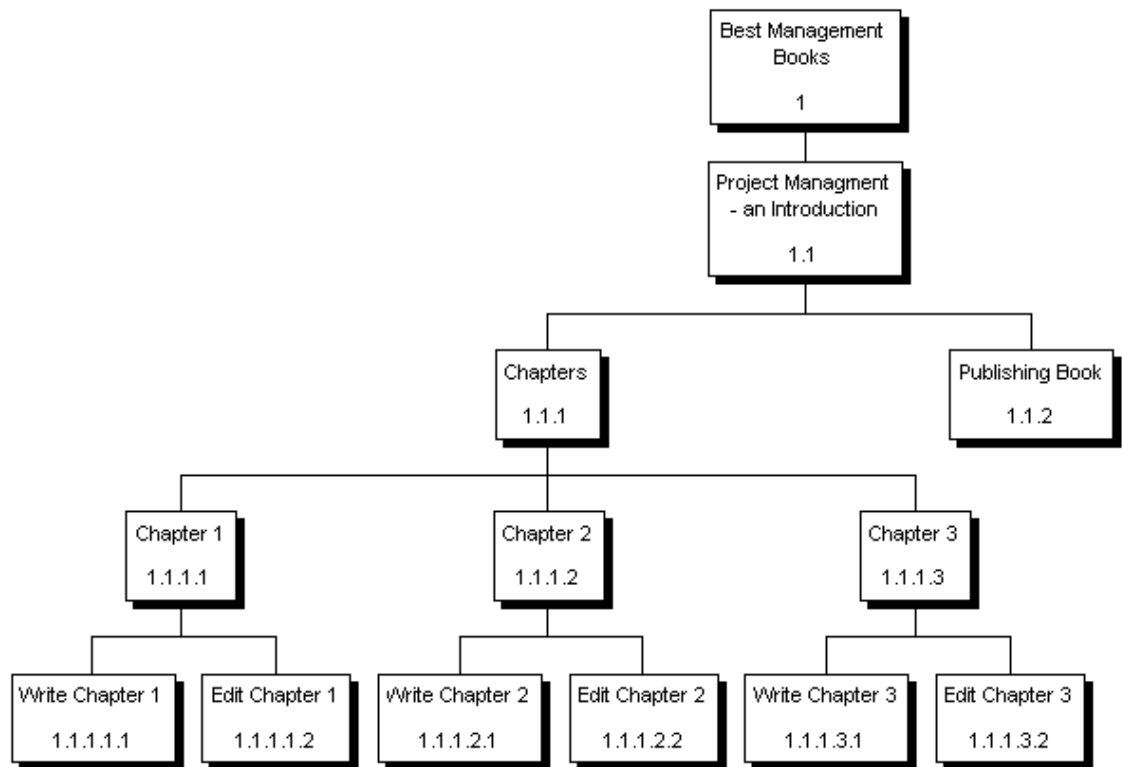 Best Management
Books
1
Project Managment
- an Introduction
1.1
Chapters
1.1.1
Publishing Book
1.1.2
Chapter 1
1.1.1.1
Chapter 2
1.1.1.2
Chapter 3
1.1.1.3
Write Chapter 1
1.1.1.1.1
Edit Chapter 1
1.1.1.1.2
Write Chapter 2
1.1.1.2.1
Edit Chapter 2
1.1.1.2.2
Write Chapter 3
1.1.1.3.1
Edit Chapter 3
1.1.1.3.2